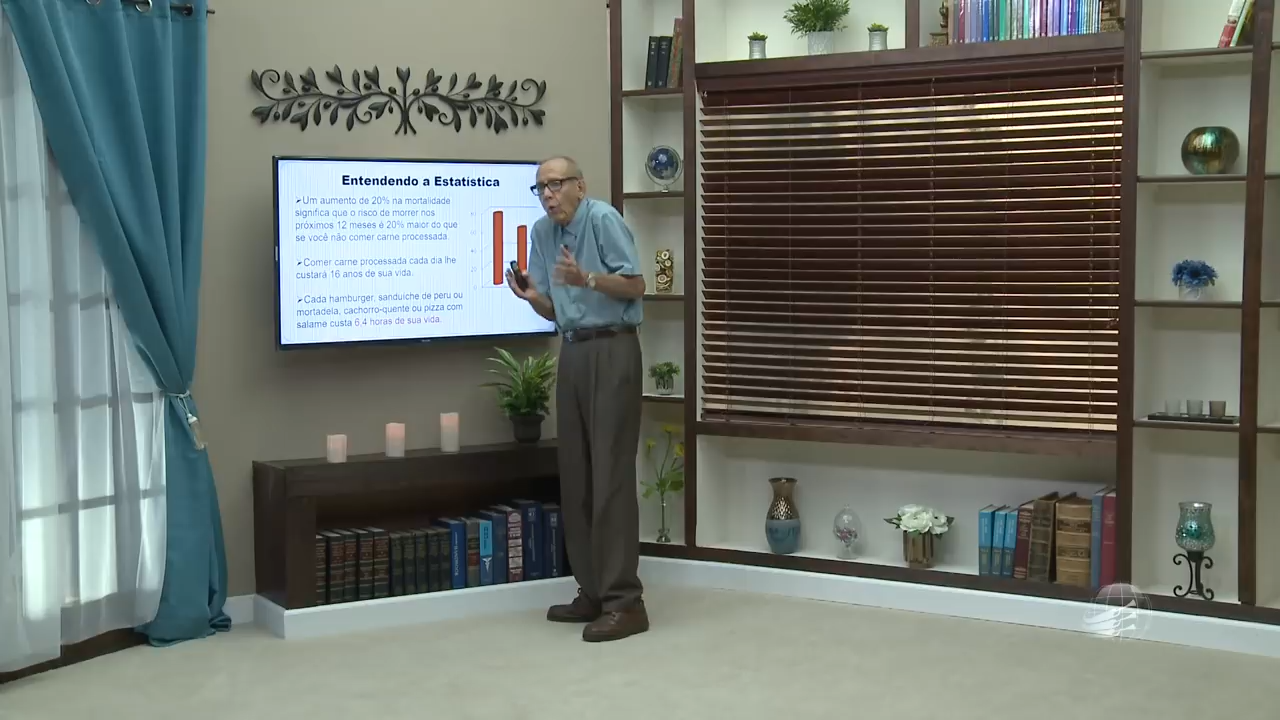 Entendendo a Estatística
➢Um aumento de 20% na mortalidade
significa que o risco de morrer nos
próximos 12 meses é 20% maior do que
se você não comer carne processada.
➢Comer carne processada cada dia lhe
custará 16 anos de sua vida.
➢Cada hamburger, sanduiche de peru ou
mortadela, cachorro-quente ou pizza com
salame custa 6.4 horas de sua vida.